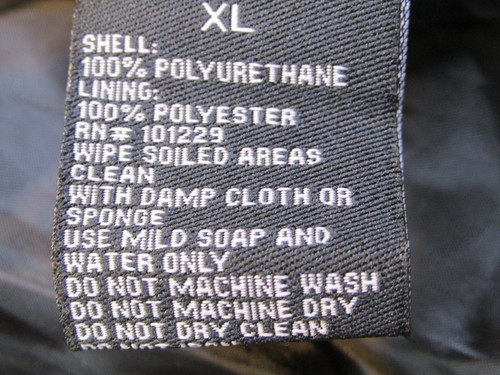 XL
SHELL:
100% POLYURETHANE
LINING:
100% POLYESTER
RN# 101229
WIPE SOILED AREAS
CLEAN
WITH DAMP CLOTH OR
SPONGE
USE MILD SOAP AND
WATER ONLY
DO NOT MACHINE WASH
DO NOT MACHINE DRY
DO NOT DRY CLEAN